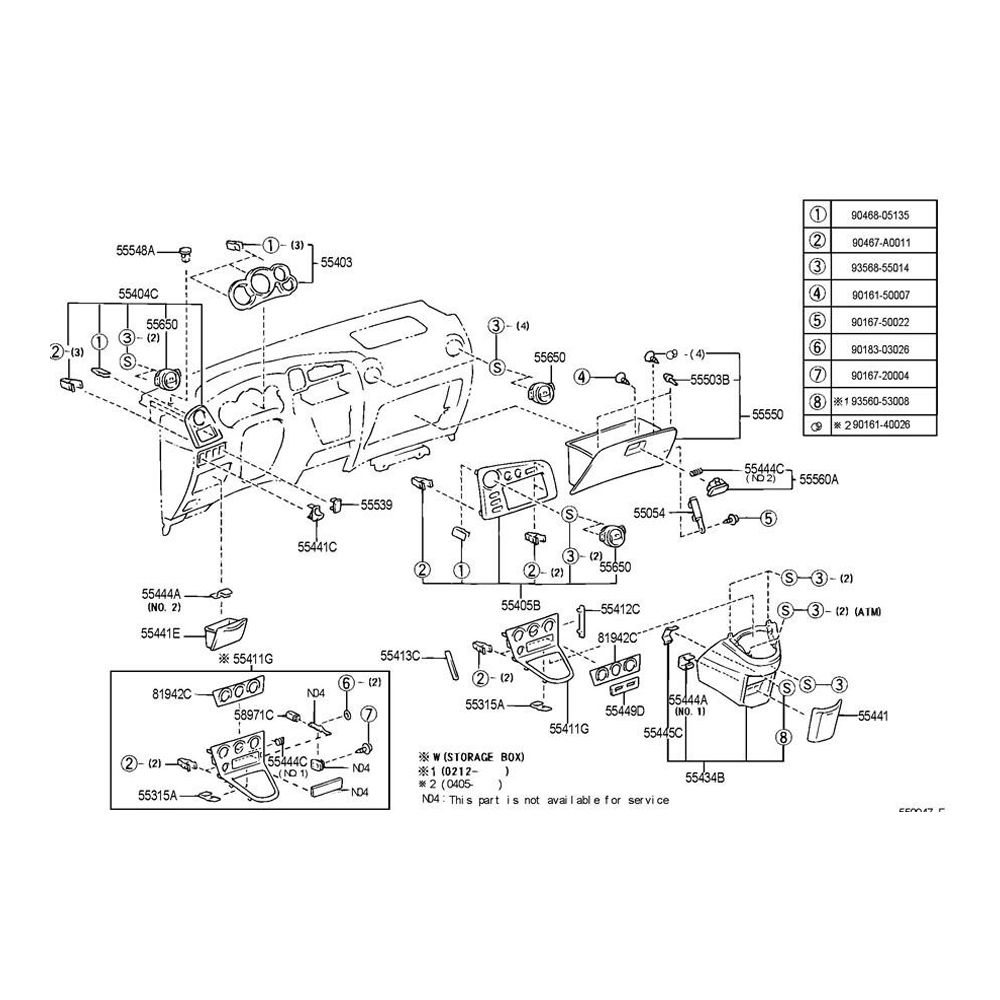 55548A
① - (3)
55403
55404C
55650
② - (3)
①
③ - (2)
Ⓢ
③ - (4)
Ⓢ
55650
④
- (4)
55503B
55550
55444C
(NO 2)
55560A
55054
⑤
55539
55441C
Ⓢ
③ - (2)
55650
②
①
② - (2)
55405B
55444A
(NO. 2)
55441E
※ 55411G
81942C
ND4
⑥ - (2)
58971C
⑦
② - (2)
55444C
(NO 1)
ND4
55315A
ND4
55413C
② - (2)
55315A
55412C
81942C
55449D
55411G
Ⓢ - ③ - (2)
Ⓢ - ③ - (2) (ATM)
Ⓢ - Ⓢ - ③
55444A
(NO. 1)
55445C
⑧
55441
55434B
※ W(STORAGE BOX)
※1 (0212- )
※2 (0405- )
ND4: This part is not available for service
① 90468-05135
② 90467-A0011
③ 93568-55014
④ 90161-50007
⑤ 90167-50022
⑥ 90183-03026
⑦ 90167-20004
⑧ ※1 93560-53008
※2 90161-40026